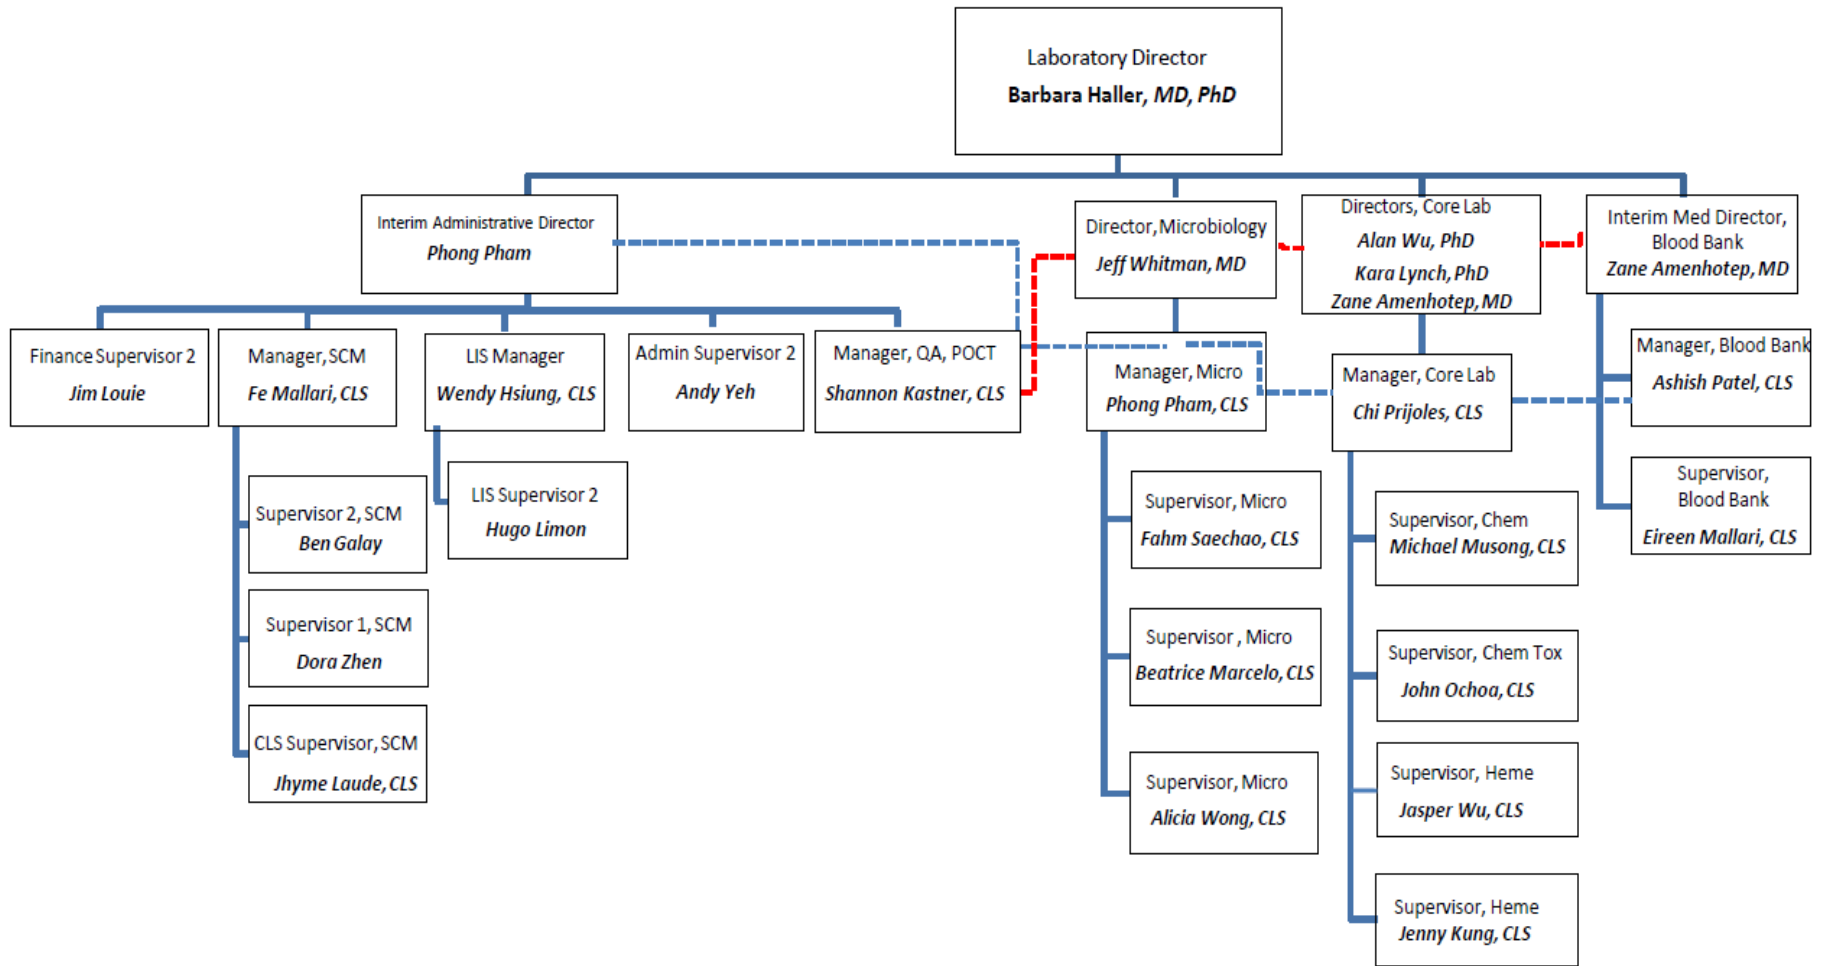 Laboratory Director
Barbara Haller, MD, PhD
Interim Administrative Director
Phong Pham
Director, Microbiology
Jeff Whitman, MD
Directors, Core Lab
Alan Wu, PhD
Kara Lynch, PhD
Zane Amenhotep, MD
Interim Med Director,
Blood Bank
Zane Amenhotep, MD
Finance Supervisor 2
Jim Louie
Manager, SCM
Fe Mallari, CLS
LIS Manager
Wendy Hsiung, CLS
Admin Supervisor 2
Andy Yeh
Manager, QA, POCT
Shannon Kastner, CLS
Manager, Micro
Phong Pham, CLS
Manager, Core Lab
Chi Prijoles, CLS
Manager, Blood Bank
Ashish Patel, CLS
Supervisor 2, SCM
Ben Galay
LIS Supervisor 2
Hugo Limon
Supervisor, Micro
Fahm Saechao, CLS
Supervisor, Chem
Michael Musong, CLS
Supervisor,
Blood Bank
Eireen Mallari, CLS
Supervisor 1, SCM
Dora Zhen
Supervisor , Micro
Beatrice Marcelo, CLS
Supervisor, Chem Tox
John Ochoa, CLS
CLS Supervisor, SCM
Jhyme Laude, CLS
Supervisor, Micro
Alicia Wong, CLS
Supervisor, Heme
Jasper Wu, CLS
Supervisor, Heme
Jenny Kung, CLS